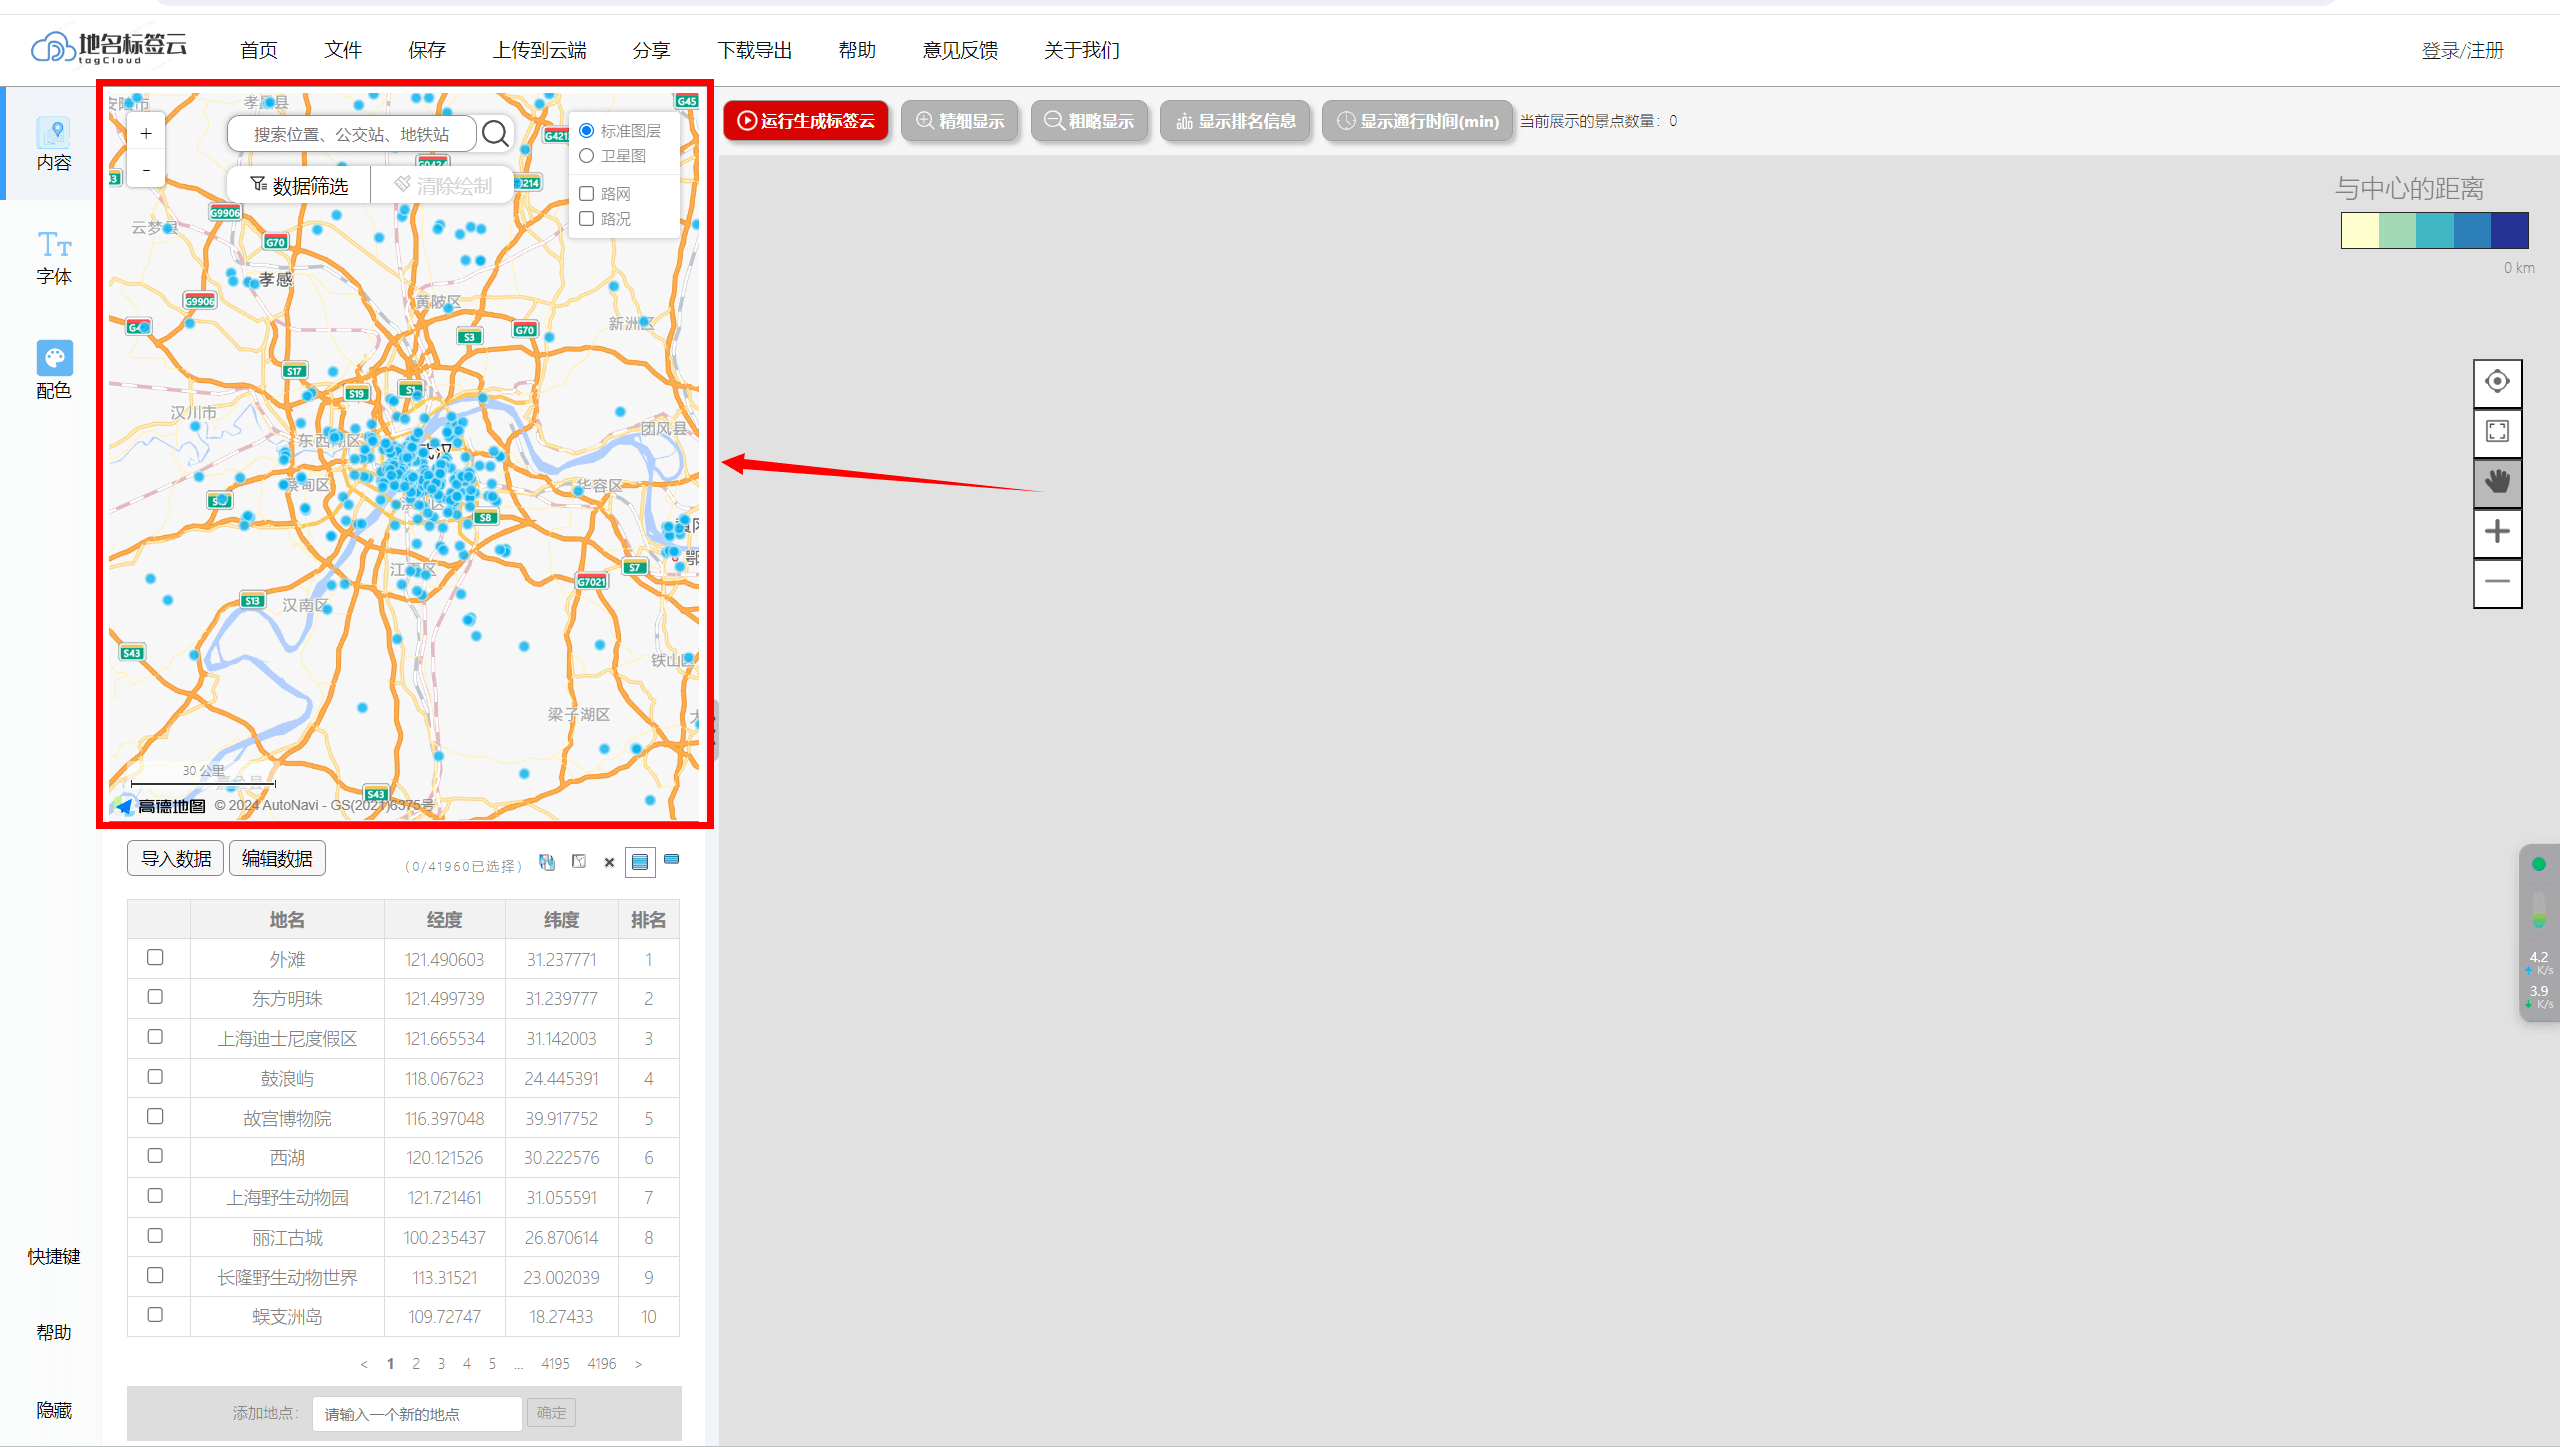 地名标签云
tagCloud
首页 文件 保存 上传到云端 分享 下载导出 帮助 意见反馈 关于我们
登录/注册
内容
字体
配色
快捷键
帮助
隐藏
+
-
搜索位置、公交站、地铁站
数据筛选 清除绘制
标准图层
卫星图
路网
路况
G45
G9906
云梦县
G70
孝感
G9906
黄陂区
新洲区
S3
G70
S17
S19
S1
汉川市
东西湖区
团风县
华容区
S8
江夏区
S7
G7021
S13
汉南区
S43
铁山区
梁子湖区
30 公里
S43
高德地图 © 2024 AutoNavi - GS(2021)6375号
运行生成标签云 精细显示 粗略显示 显示排名信息 显示通行时间(min) 当前展示的景点数量：0
与中心的距离
0 km
导入数据 编辑数据 (0/41960已选择)
地名 经度 纬度 排名
外滩 121.490603 31.237771 1
东方明珠 121.499739 31.239777 2
上海迪士尼度假区 121.665534 31.142003 3
鼓浪屿 118.067623 24.445391 4
故宫博物院 116.397048 39.917752 5
西湖 120.121526 30.222576 6
上海野生动物园 121.721461 31.055591 7
丽江古城 100.235437 26.870614 8
长隆野生动物世界 113.31521 23.002039 9
蜈支洲岛 109.72747 18.27433 10
< 1 2 3 4 5 ... 4195 4196 >
添加地点： 请输入一个新的地点 确定
4.2
K/s
3.9
K/s